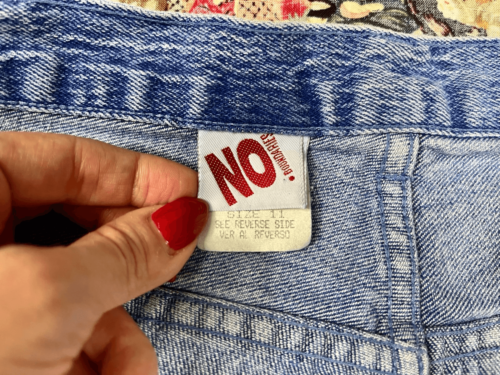 NO
BOUNDARIES
SIZE 11
SEE REVERSE SIDE
VER AL REVERSO